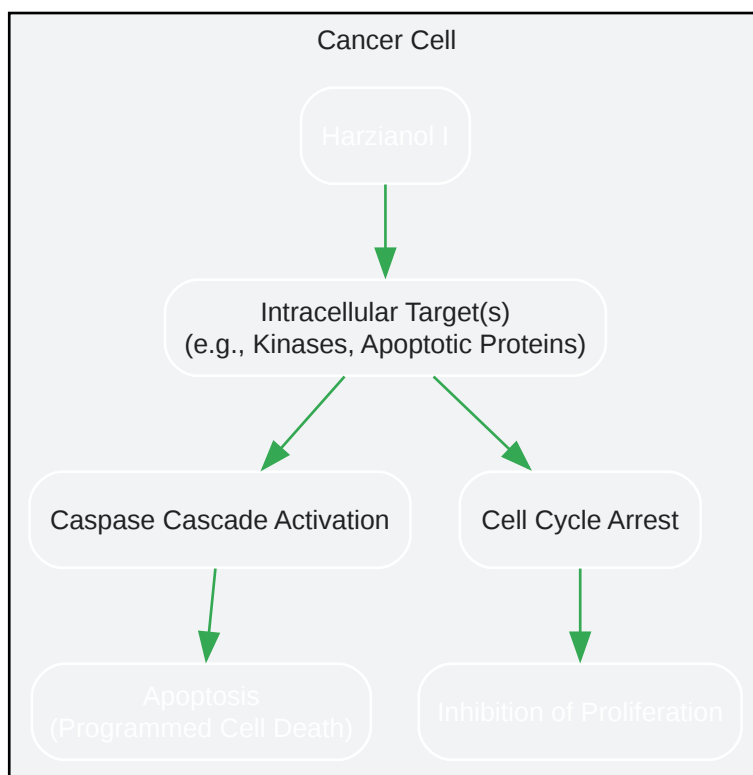 Cancer Cell
Harzianol I
Intracellular Target(s)
(e.g., Kinases, Apoptotic Proteins)
Caspase Cascade Activation
Cell Cycle Arrest
Apoptosis
(Programmed Cell Death)
Inhibition of Proliferation